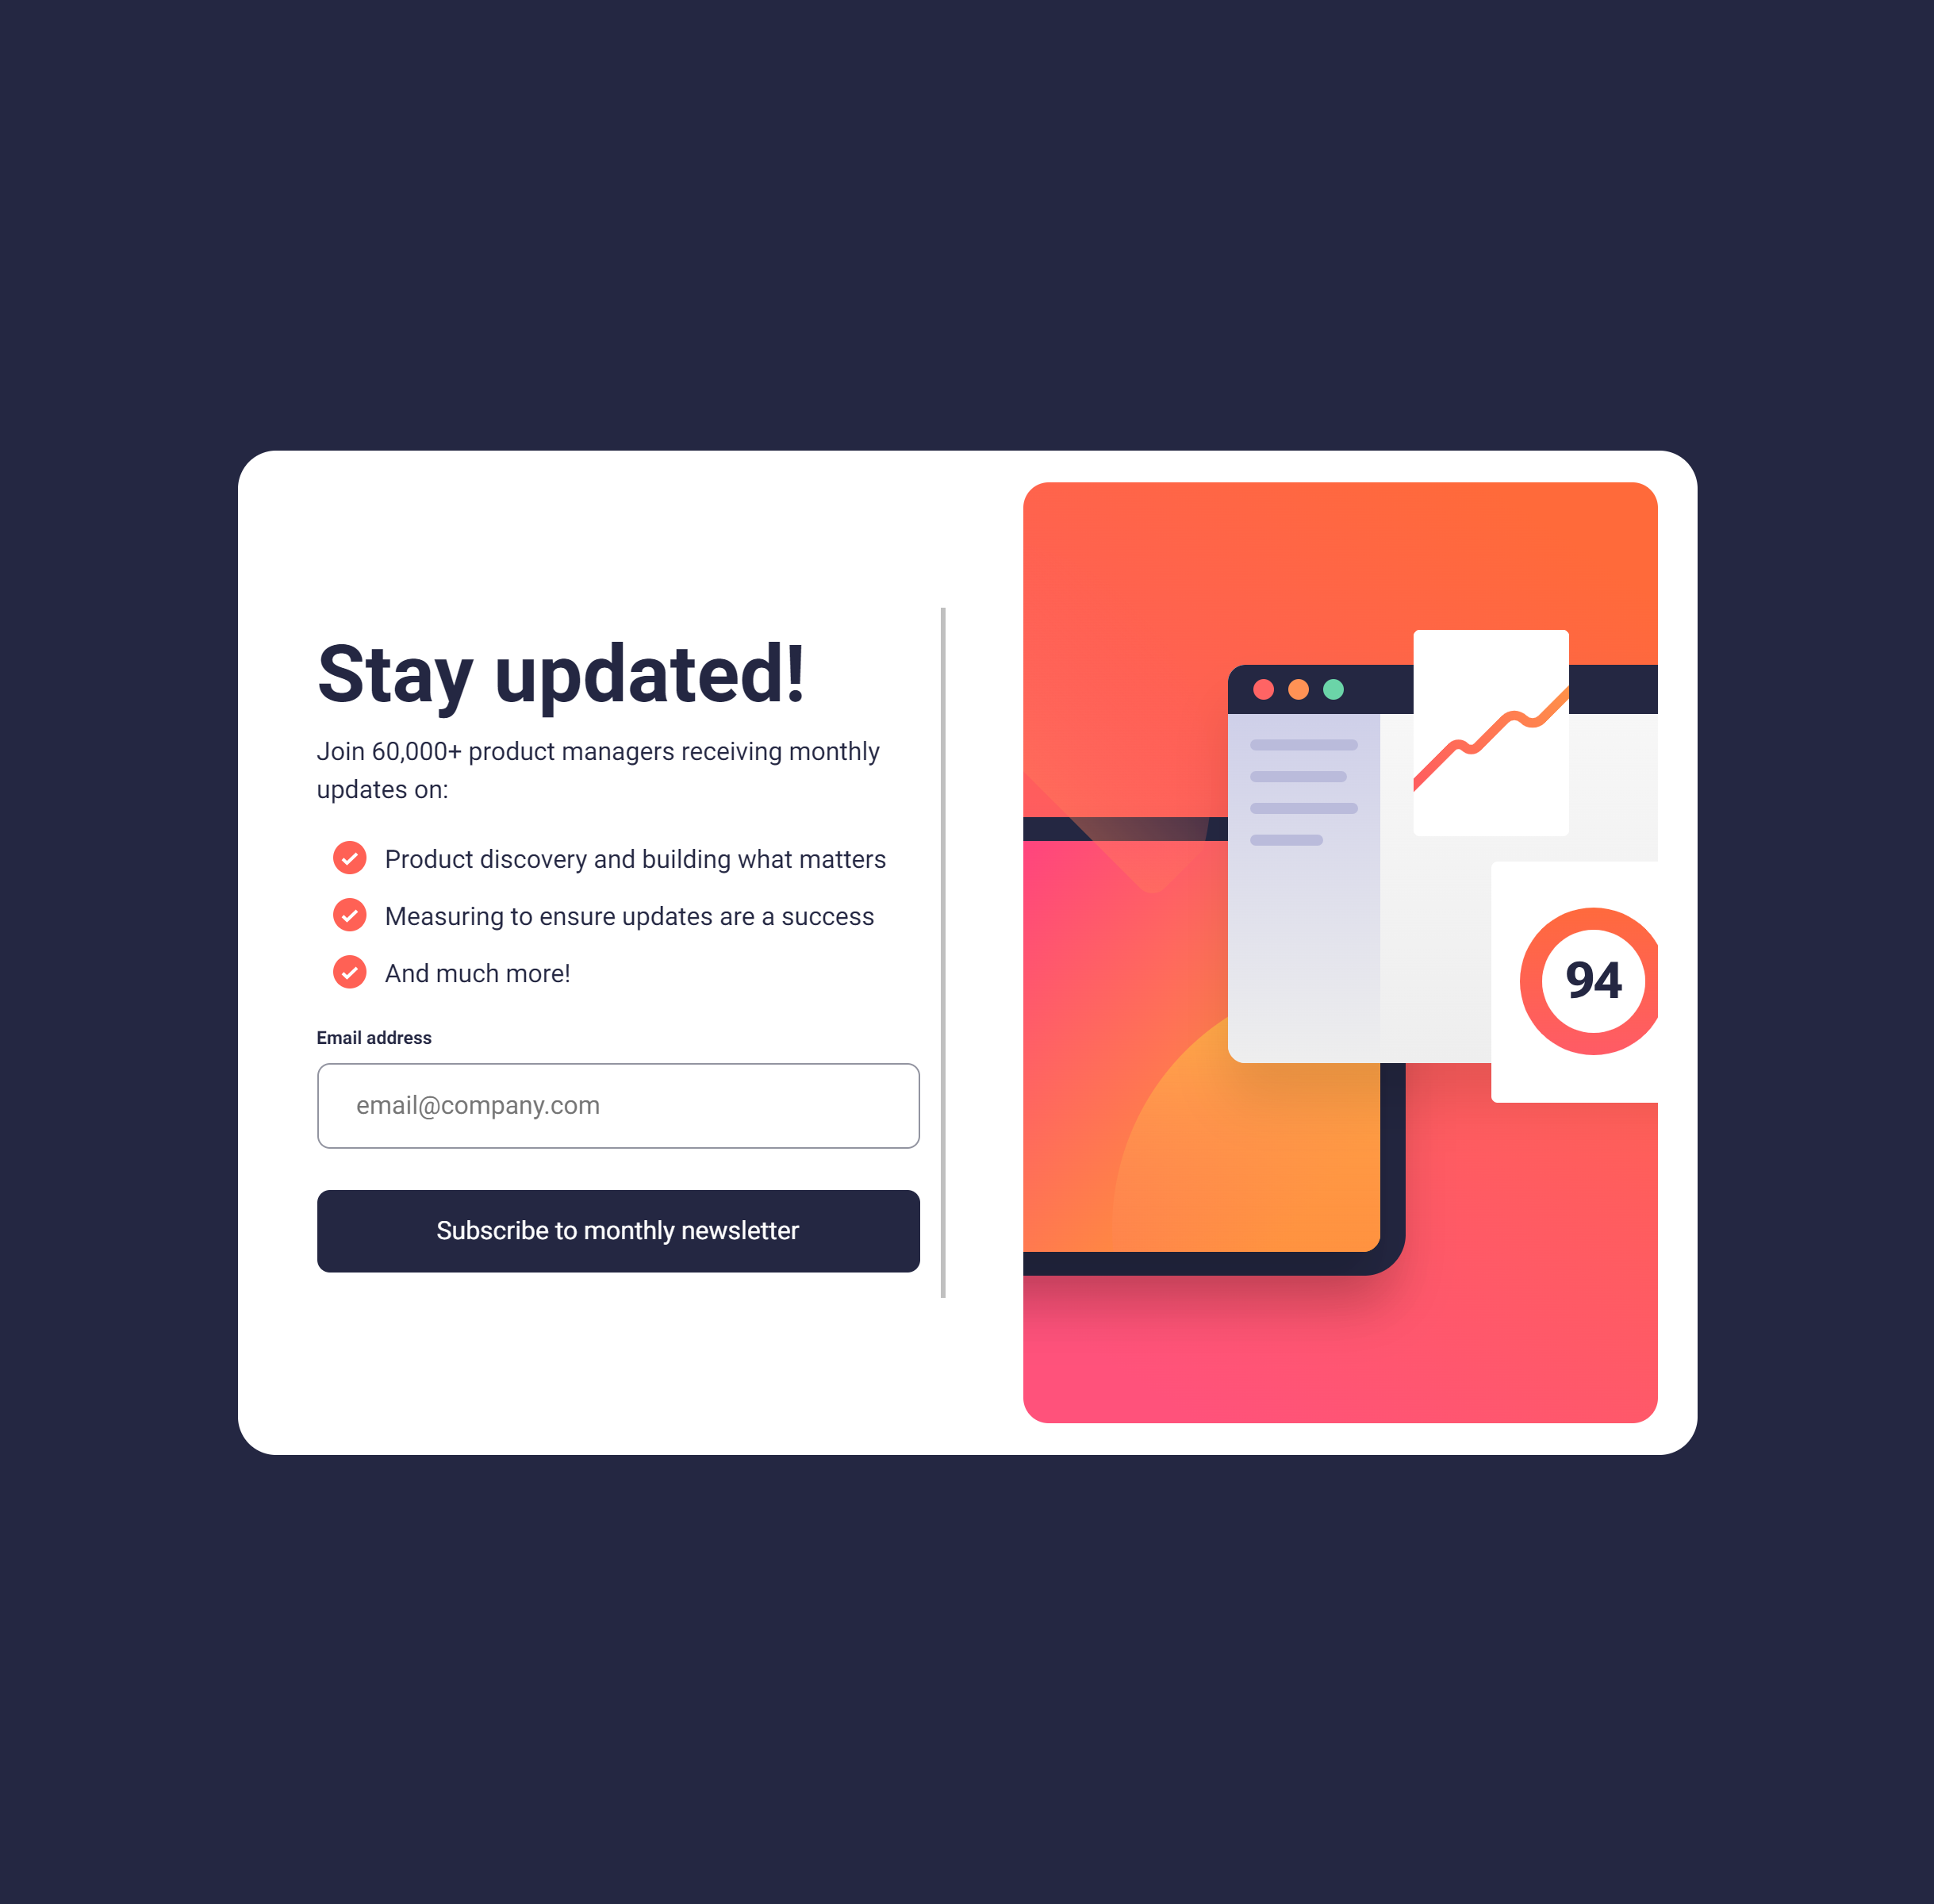 Stay updated!
Join 60,000+ product managers receiving monthly
updates on:
Product discovery and building what matters
Measuring to ensure updates are a success
And much more!
Email address
email@company.com
Subscribe to monthly newsletter
94